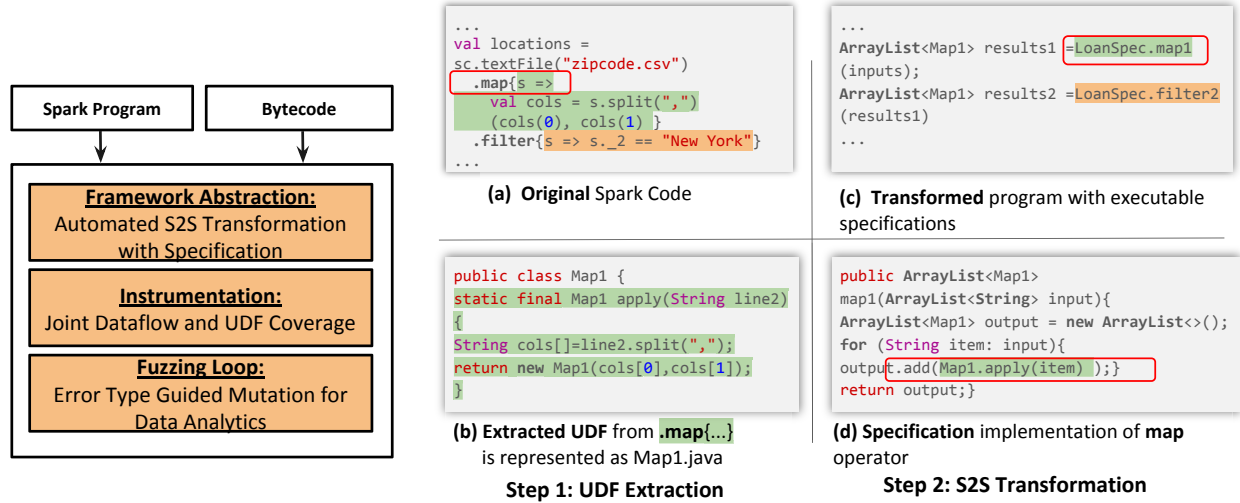 Spark Program
Bytecode
Framework Abstraction:
Automated S2S Transformation
with Specification
Instrumentation:
Joint Dataflow and UDF Coverage
Fuzzing Loop:
Error Type Guided Mutation for
Data Analytics
...
val locations =
sc.textFile("zipcode.csv")
.map{s =>
val cols = s.split(",")
(cols(0), cols(1) }
.filter{s => s._2 == "New York"}
...
(a) Original Spark Code
...
ArrayList<Map1> results1 =LoanSpec.map1
(inputs);
ArrayList<Map1> results2 =LoanSpec.filter2
(results1)
...
(c) Transformed program with executable
specifications
public class Map1 {
static final Map1 apply(String line2)
{
String cols[]=line2.split(",");
return new Map1(cols[0],cols[1]);
}
(b) Extracted UDF from .map{...}
is represented as Map1.java
Step 1: UDF Extraction
public ArrayList<Map1>
map1(ArrayList<String> input){
ArrayList<Map1> output = new ArrayList<>();
for (String item: input){
output.add(Map1.apply(item) );}
return output;}
(d) Specification implementation of map
operator
Step 2: S2S Transformation